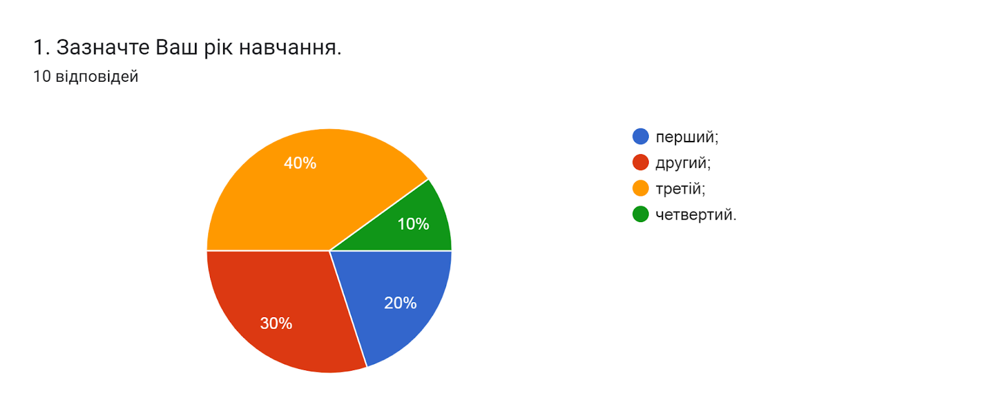 1. Зазначте Ваш рік навчання.
10 відповідей
40%
10%
20%
30%
перший;
другий;
третій;
четвертий.